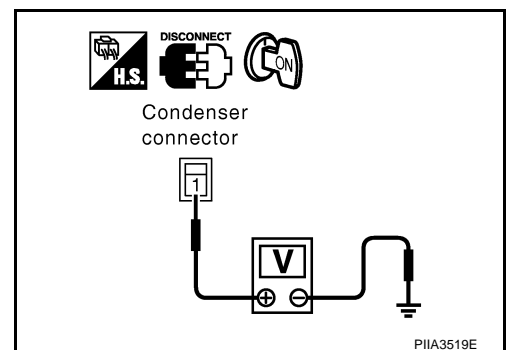 DISCONNECT
H.S.
ON
Condenser
connector
1
V
+ −
PIIA3519E